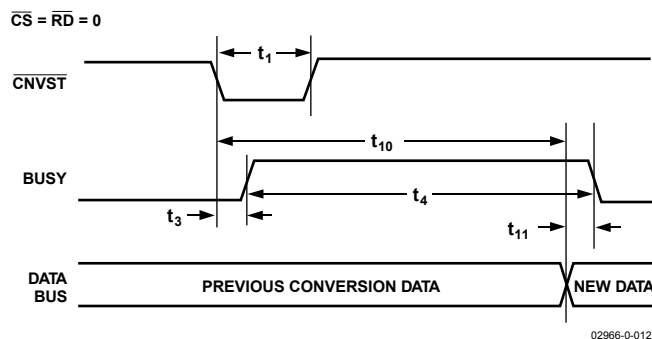 CS = RD = 0
t1
CNVST
t10
BUSY
t4
t3
t11
DATA
BUS
PREVIOUS CONVERSION DATA
NEW DATA
02966-0-012